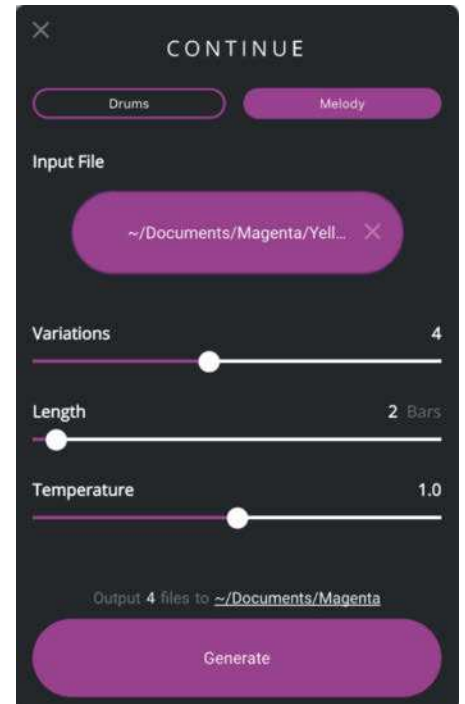 CONTINUE
Drums Melody
Input File
~/Documents/Magenta/Yell...
Variations 4
Length 2 Bars
Temperature 1.0
Output 4 files to ~/Documents/Magenta
Generate